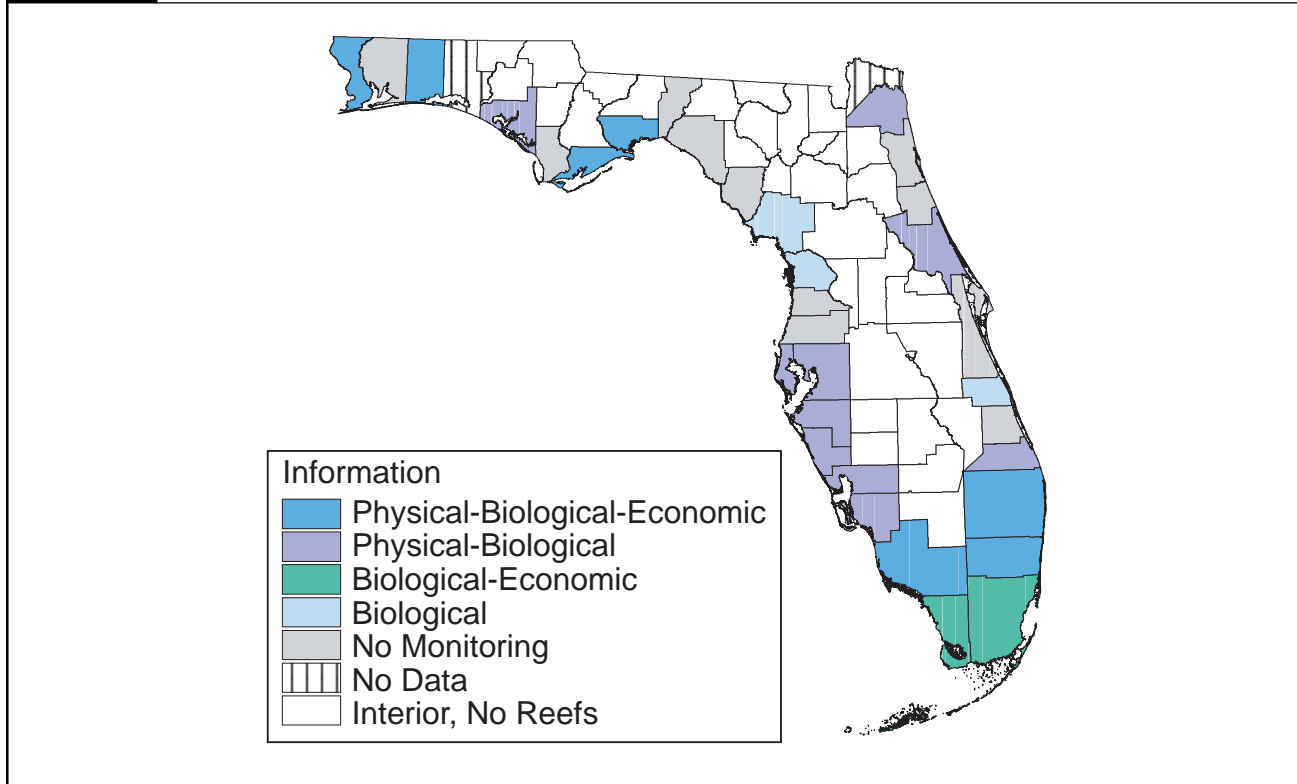 Information
Physical-Biological-Economic
Physical-Biological
Biological-Economic
Biological
No Monitoring
No Data
Interior, No Reefs